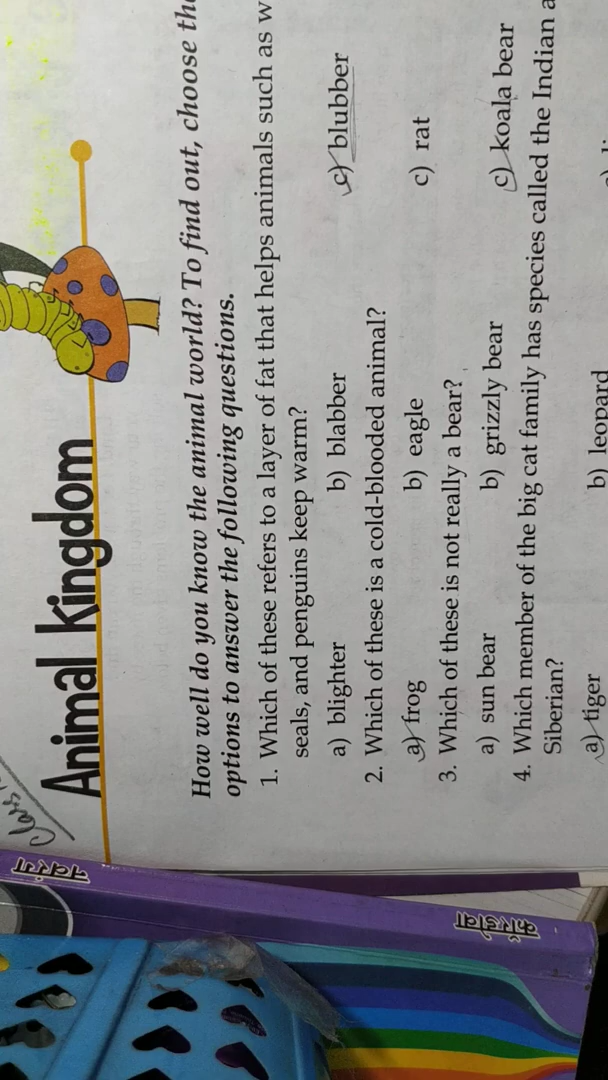 Class
Animal Kingdom
How well do you know the animal world? To find out, choose the
options to answer the following questions.
1. Which of these refers to a layer of fat that helps animals such as w
seals, and penguins keep warm?
a) blighter b) blabber c) blubber
2. Which of these is a cold-blooded animal?
a) frog b) eagle c) rat
3. Which of these is not really a bear?
a) sun bear b) grizzly bear c) koala bear
4. Which member of the big cat family has species called the Indian a
Siberian?
a) tiger b) leopard
नवरंग